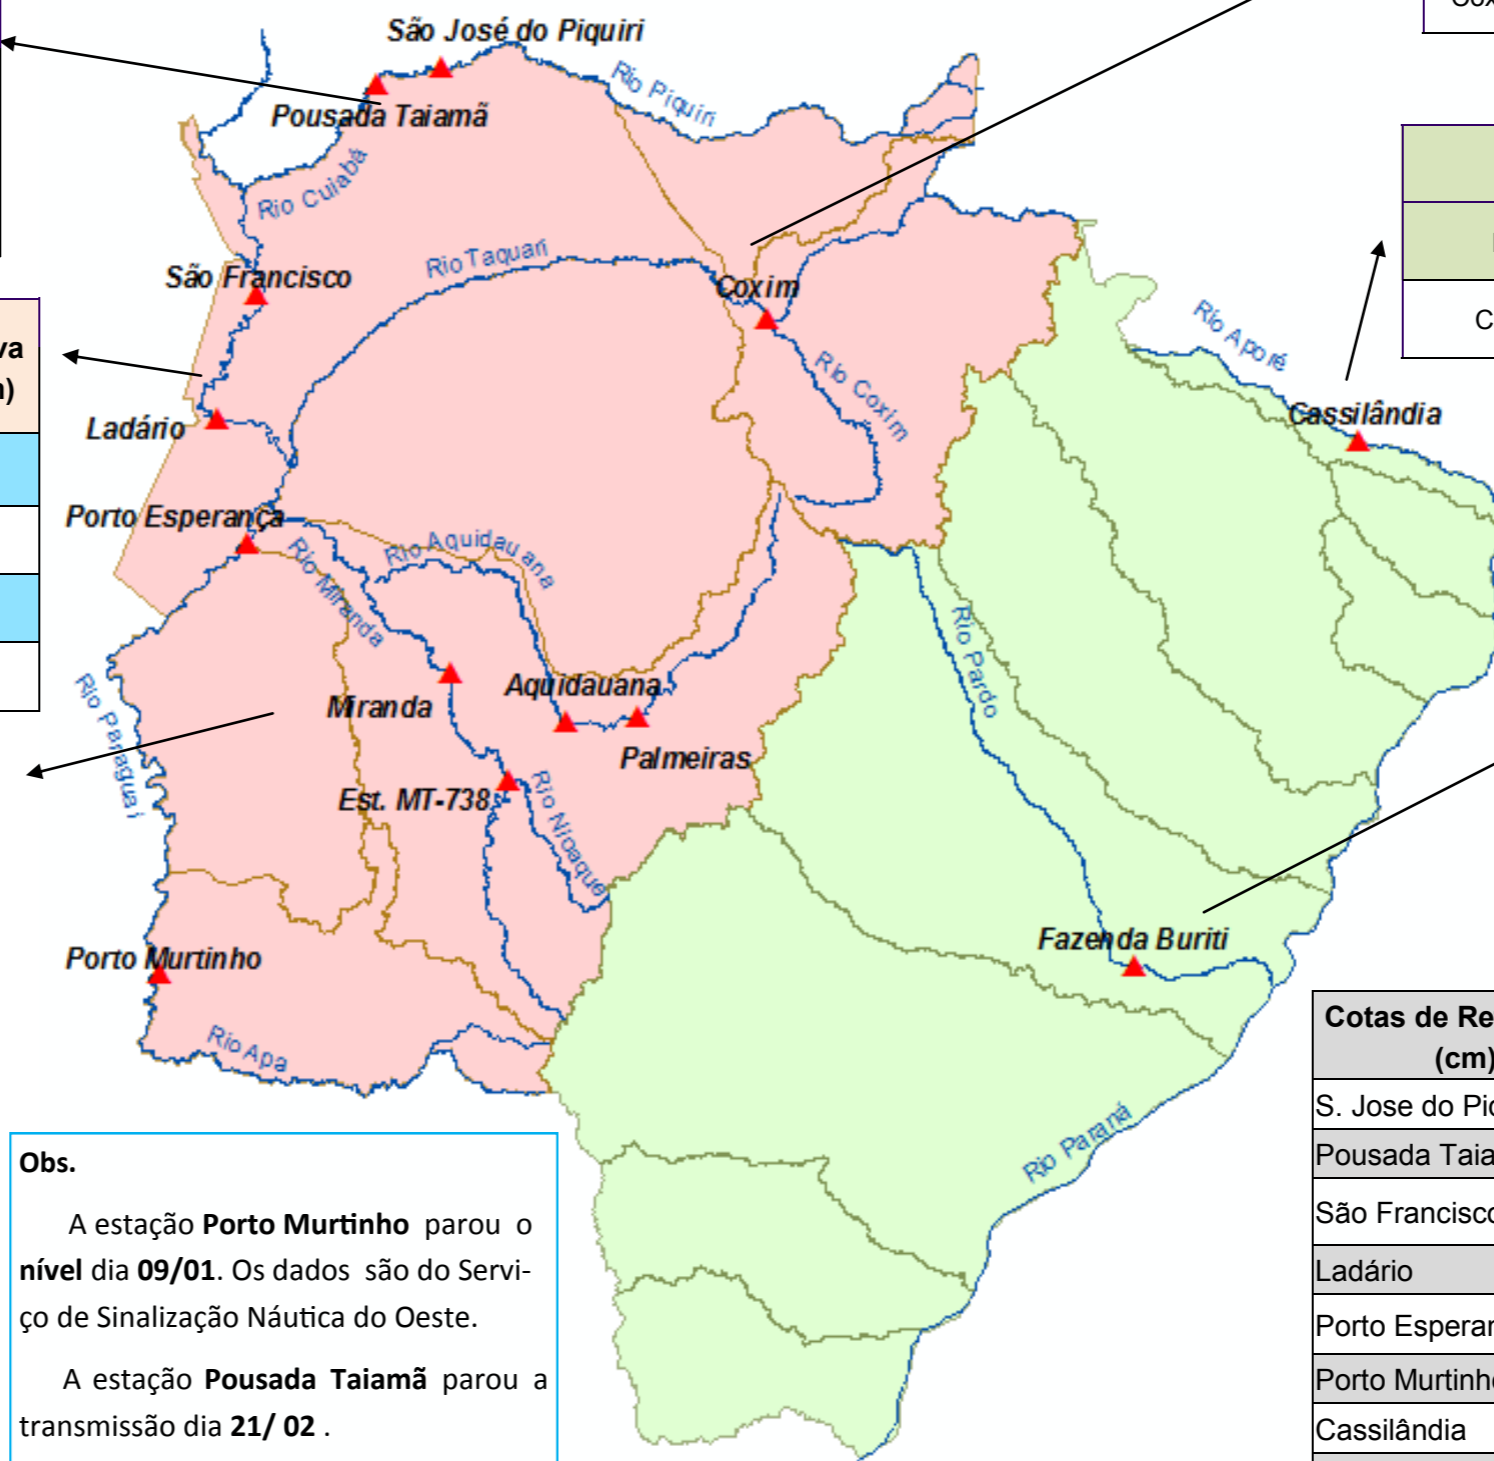 São José do Piquiri
Rio Piquiri
Pousada Taiamã
Rio Cuiabá
Rio Taquari
São Francisco
Coxim
Rio Aporé
va
Rio Coxim
Cassilândia
Ladário
Porto Esperança
Rio Aquidauana
Rio Miranda
Rio Pardo
Rio Paraguai
Aquidauana
Miranda
Palmeiras
Est. MT-738
Rio Nioaque
Fazenda Buriti
Porto Murtinho
Rio Apa
Rio Paraná
Obs.
A estação Porto Murtinho parou o
nível dia 09/01. Os dados são do Servi-
ço de Sinalização Náutica do Oeste.
A estação Pousada Taiamã parou a
transmissão dia 21/ 02 .
Cotas de Re
(cm)
S. Jose do Pi
Pousada Taia
São Francisco
Ladário
Porto Esperan
Porto Murtinho
Cassilândia